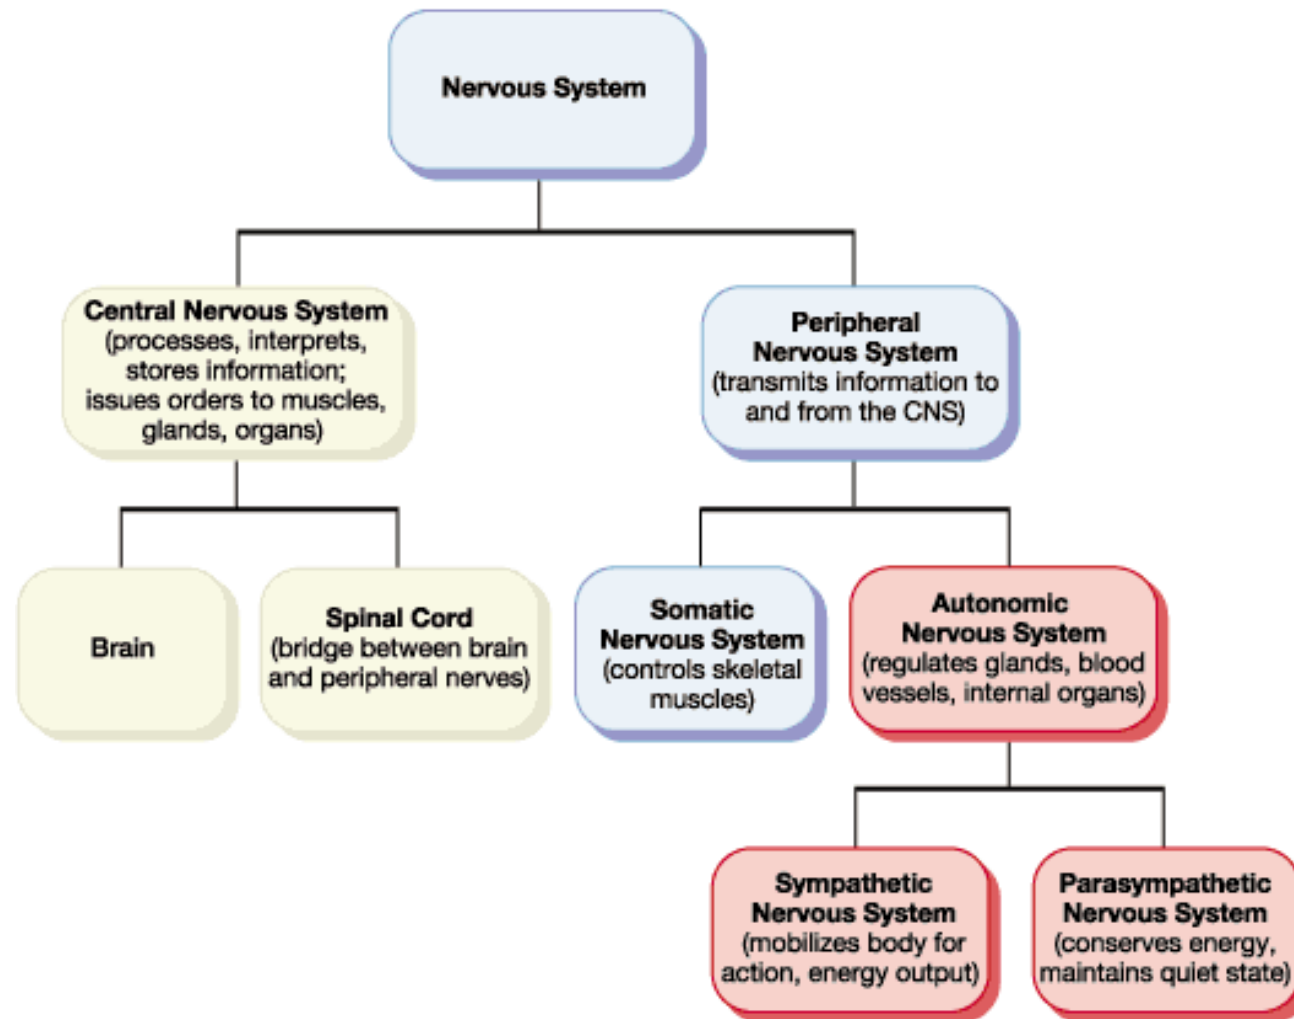 Nervous System
Central Nervous System
(processes, interprets,
stores information;
issues orders to muscles,
glands, organs)
Peripheral
Nervous System
(transmits information to
and from the CNS)
Brain
Spinal Cord
(bridge between brain
and peripheral nerves)
Somatic
Nervous System
(controls skeletal
muscles)
Autonomic
Nervous System
(regulates glands, blood
vessels, internal organs)
Sympathetic
Nervous System
(mobilizes body for
action, energy output)
Parasympathetic
Nervous System
(conserves energy,
maintains quiet state)